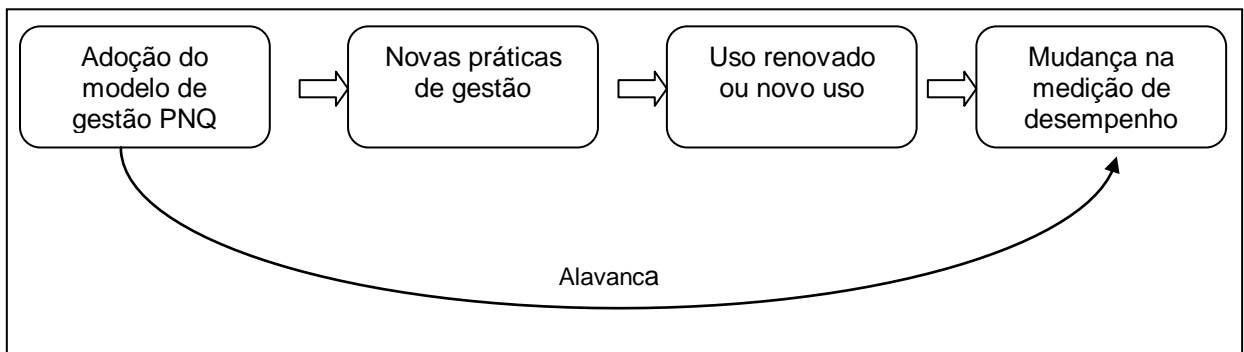 Adoção do
modelo de
gestão PNQ
Novas práticas
de gestão
Uso renovado
ou novo uso
Mudança na
medição de
desempenho
Alavanca